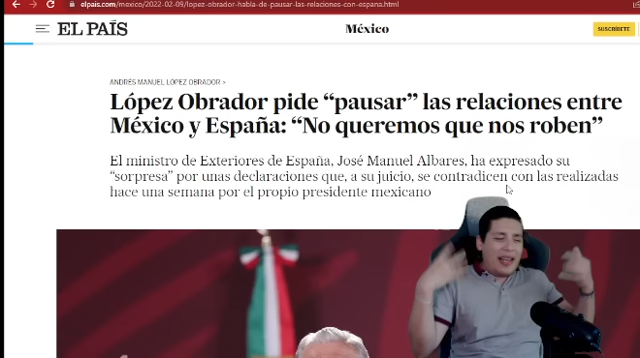 elpais.com/mexico/2022-02-09/lopez-obrador-habla-de-pausar-las-relaciones-con-espana.html
EL PAÍS
México
SUSCRÍBETE
ANDRÉS MANUEL LÓPEZ OBRADOR >
López Obrador pide “pausar” las relaciones entre
México y España: “No queremos que nos roben”
El ministro de Exteriores de España, José Manuel Albares, ha expresado su
“sorpresa” por unas declaraciones que, a su juicio, se contradicen con las realizadas
hace una semana por el propio presidente mexicano